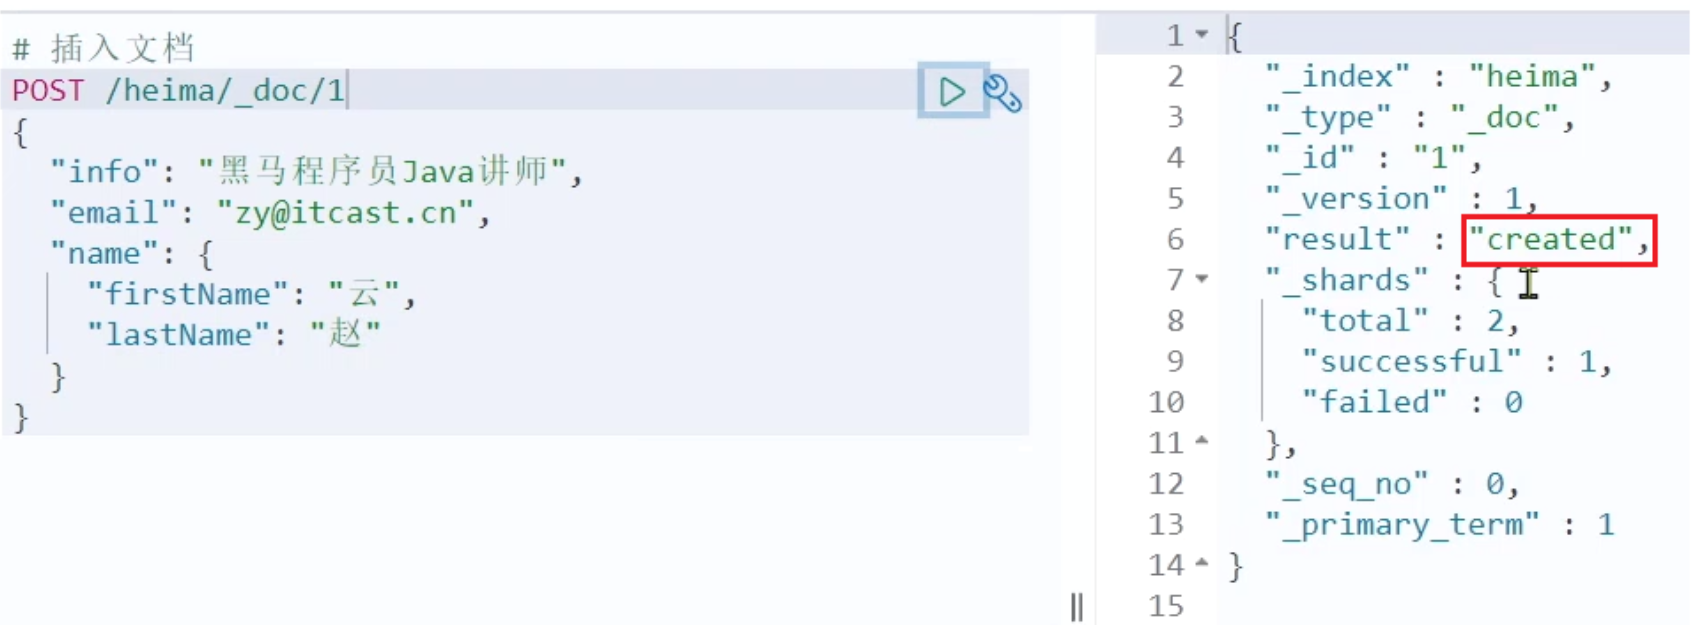 # 插入文档
POST /heima/_doc/1
{
  "info": "黑马程序员Java讲师",
  "email": "zy@itcast.cn",
  "name": {
    "firstName": "云",
    "lastName": "赵"
  }
}
1 {
2   "_index" : "heima",
3   "_type" : "_doc",
4   "_id" : "1",
5   "_version" : 1,
6   "result" : "created",
7   "_shards" : {
8     "total" : 2,
9     "successful" : 1,
10     "failed" : 0
11   },
12   "_seq_no" : 0,
13   "_primary_term" : 1
14 }
15